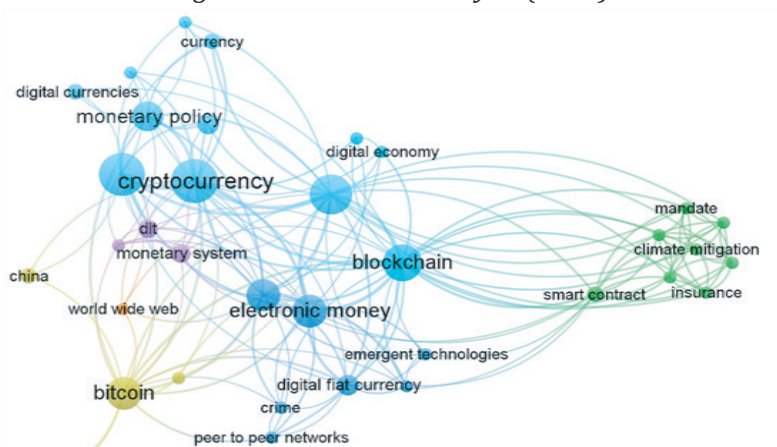 currency
digital currencies
monetary policy
digital economy
cryptocurrency
mandate
dlt
monetary system
climate mitigation
blockchain
china
smart contract
insurance
world wide web
electronic money
emergent technologies
digital fiat currency
bitcoin
crime
peer to peer networks